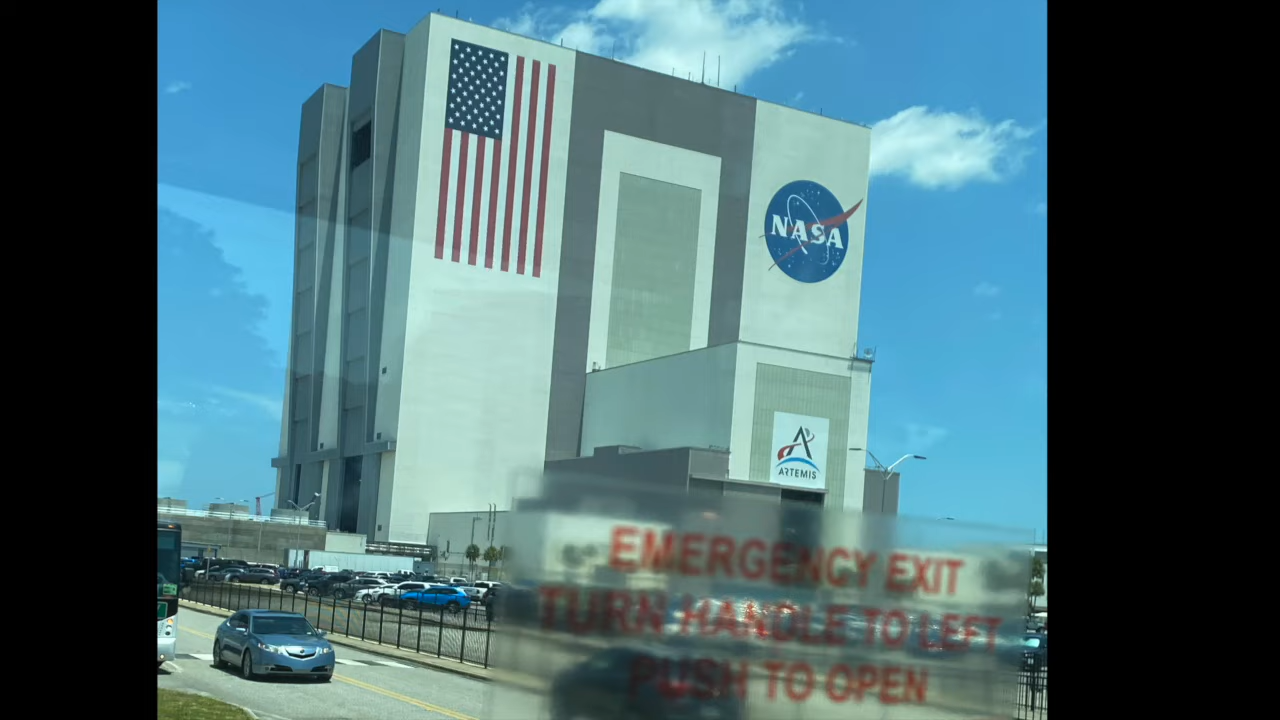 NASA
ARTEMIS
EMERGENCY EXIT
TURN HANDLE TO LEFT
PUSH TO OPEN